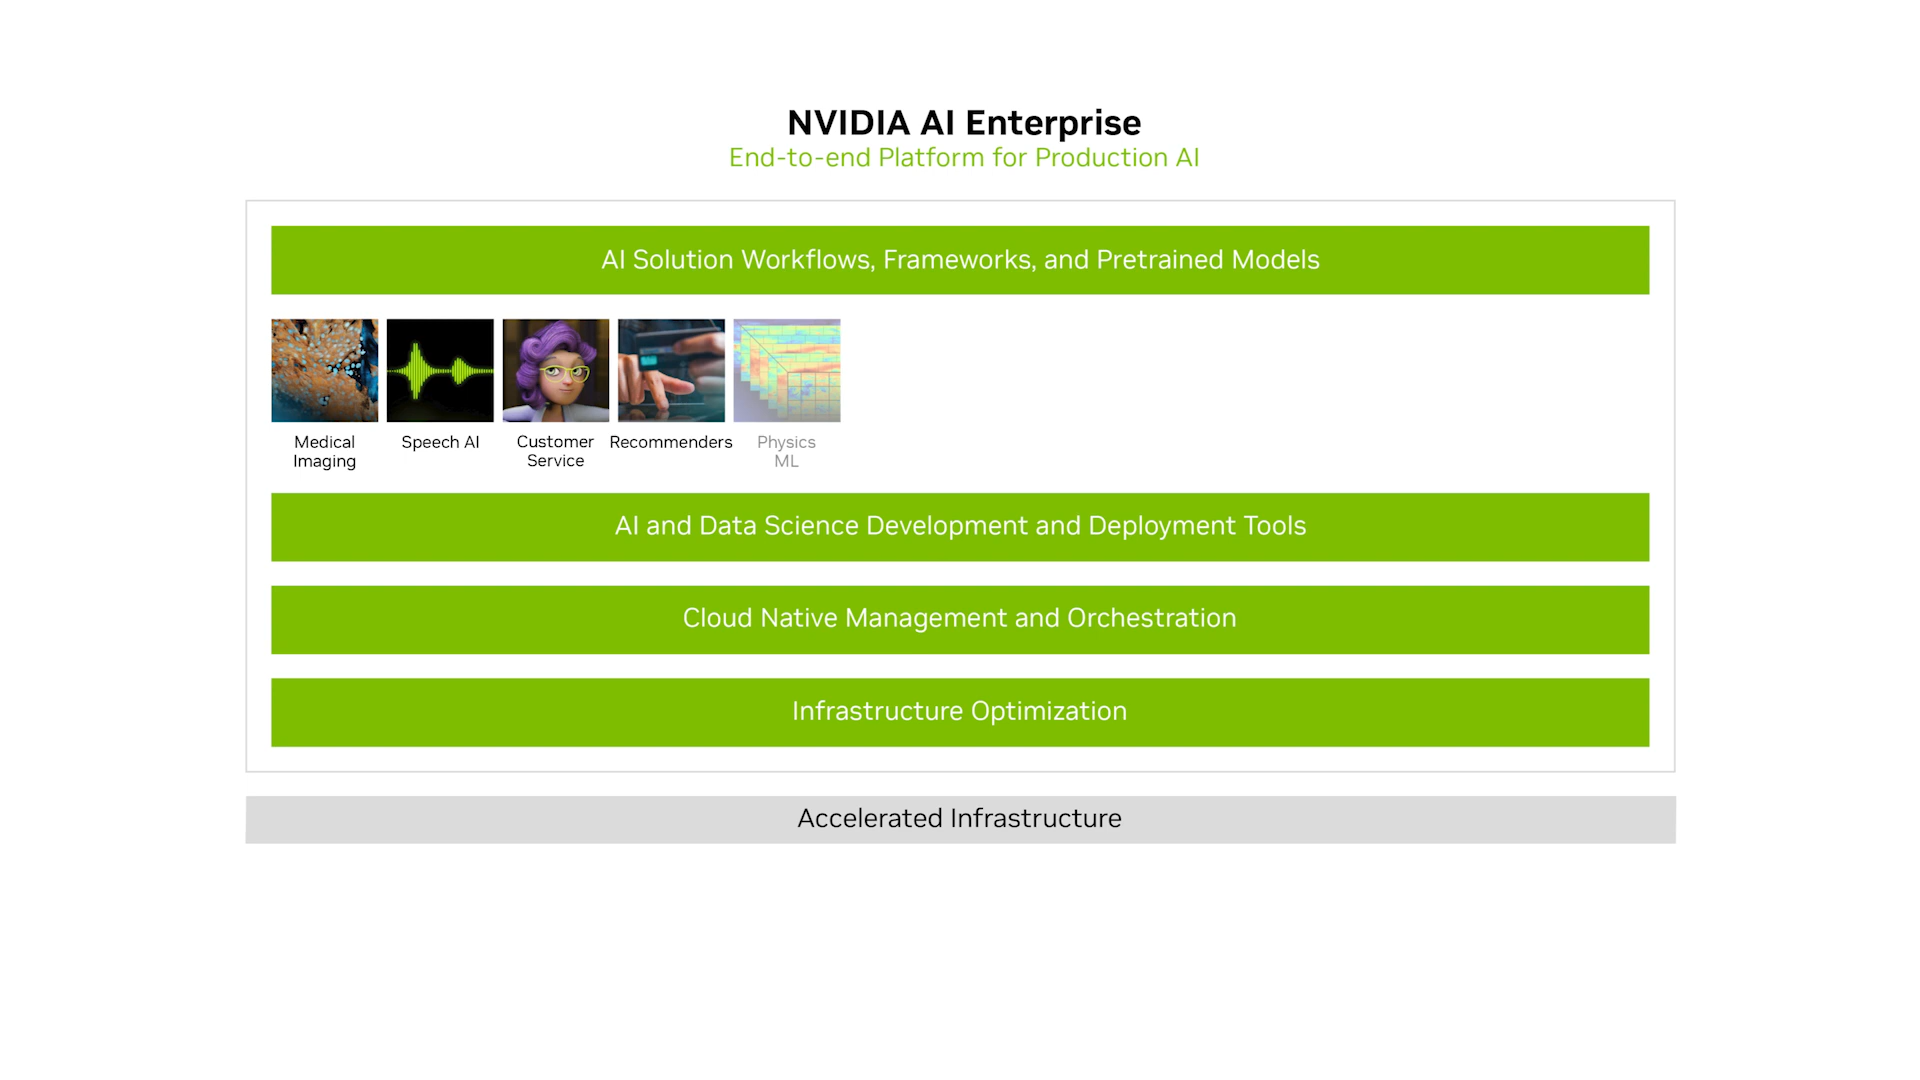 NVIDIA AI Enterprise
End-to-end Platform for Production AI
AI Solution Workflows, Frameworks, and Pretrained Models
Medical
Imaging
Speech AI
Customer
Service
Recommenders
Physics
ML
AI and Data Science Development and Deployment Tools
Cloud Native Management and Orchestration
Infrastructure Optimization
Accelerated Infrastructure